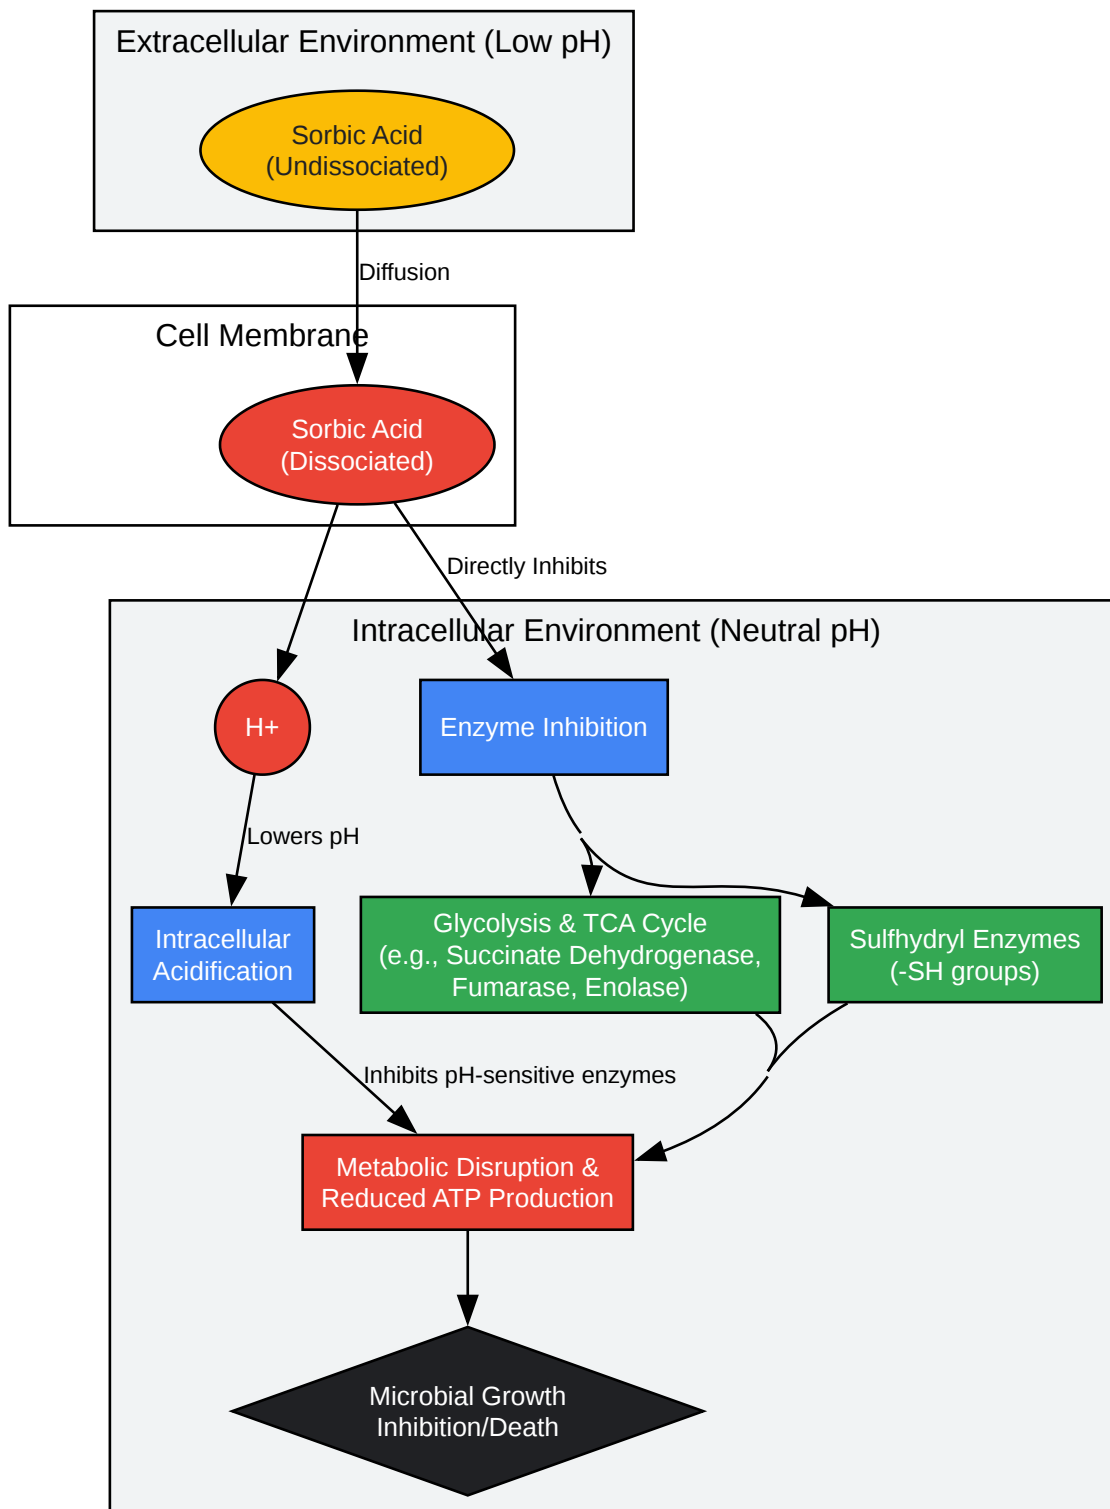 Extracellular Environment (Low pH)
Sorbic Acid
(Undissociated)
Diffusion
Cell Membrane
Sorbic Acid
(Dissociated)
Directly Inhibits
Intracellular Environment (Neutral pH)
H+
Enzyme Inhibition
Lowers pH
Intracellular
Acidification
Glycolysis & TCA Cycle
(e.g., Succinate Dehydrogenase,
Fumarase, Enolase)
Sulfhydryl Enzymes
(-SH groups)
Inhibits pH-sensitive enzymes
Metabolic Disruption &
Reduced ATP Production
Microbial Growth
Inhibition/Death